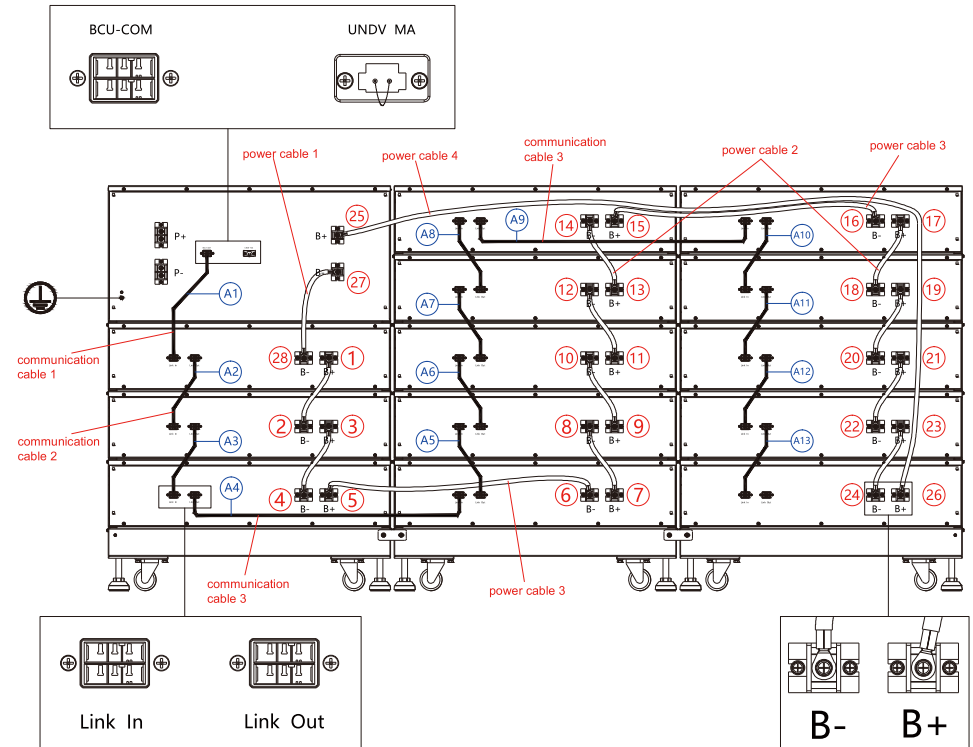 BCU-COM
UNDV MA
power cable 1
power cable 4
communication
cable 3
power cable 2
power cable 3
P+
P-
B+
25
B-
27
A1
communication
cable 1
28
B-
1
B+
A2
communication
cable 2
2
B-
3
B+
A3
A4
4
B-
5
B+
communication
cable 3
A8
A9
14
B-
15
B+
A7
12
B-
13
B+
A6
10
B-
11
B+
A5
8
B-
9
B+
6
B-
7
B+
power cable 3
A10
16
B-
17
B+
A11
18
B-
19
B+
A12
20
B-
21
B+
A13
22
B-
23
B+
24
B-
26
B+
Link In
Link Out
B-
B+